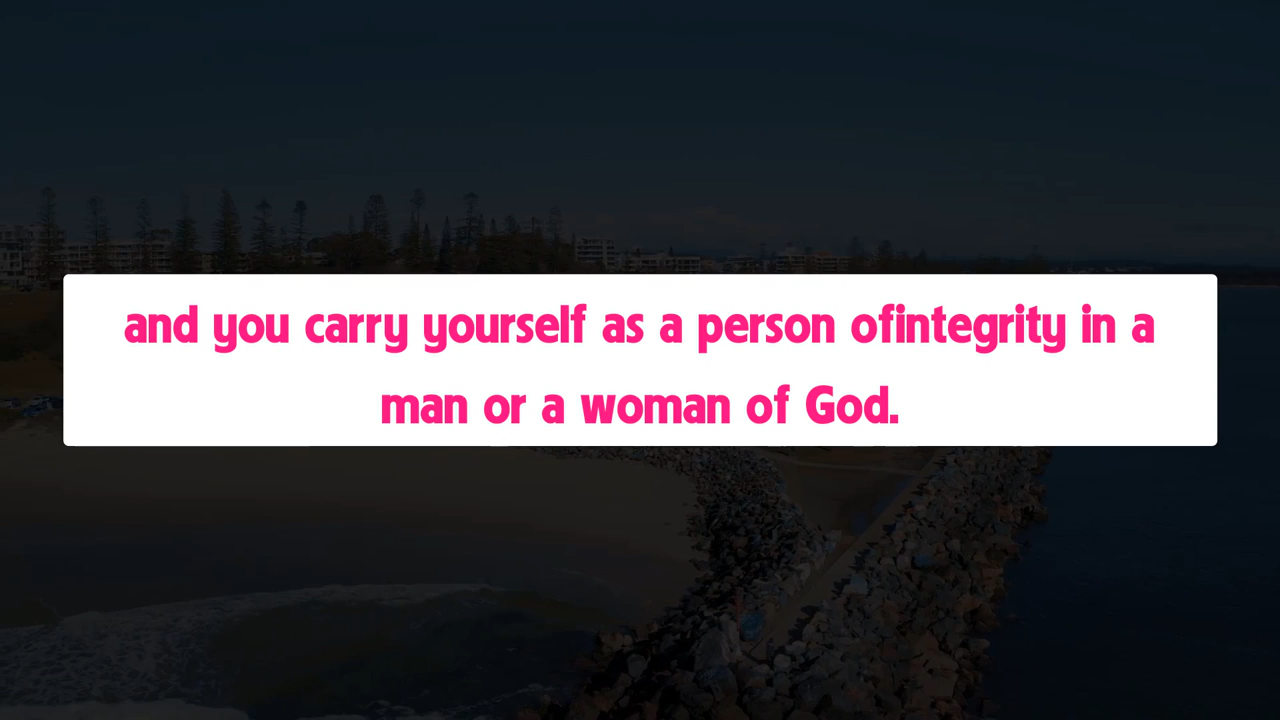 and you carry yourself as a person ofintegrity in a
man or a woman of God.